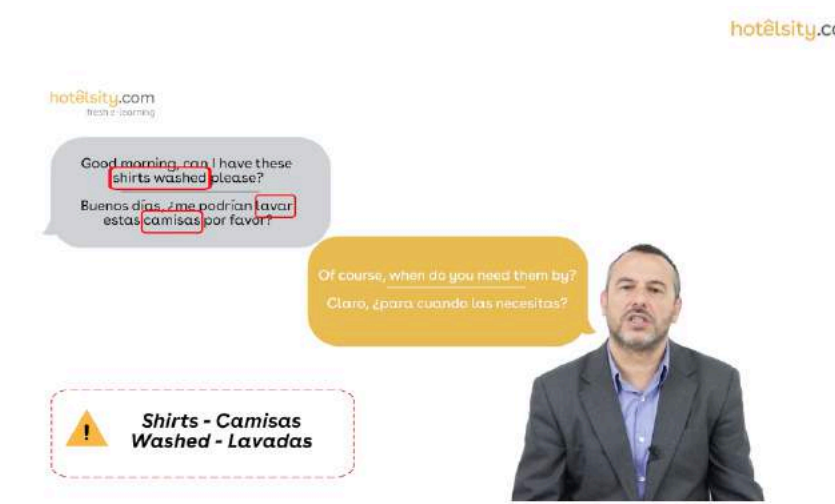 hotêlsity.co
hotêlsity.com
fresh e-learning
Good morning, can I have these
shirts washed please?
Buenos días, ¿me podrían lavar
estas camisas por favor?
Of course, when do you need them by?
Claro, ¿para cuando las necesitas?
!
Shirts - Camisas
Washed - Lavadas